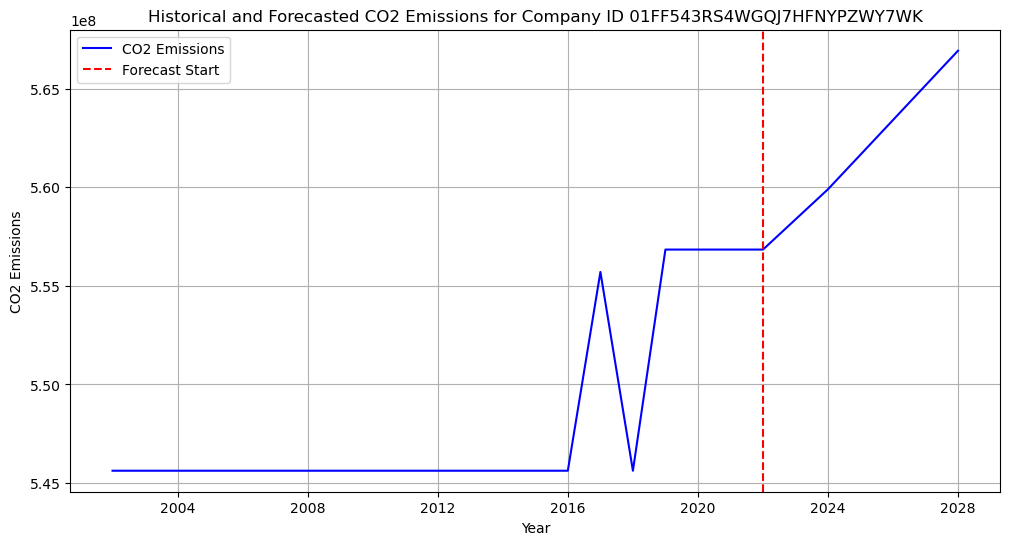 Historical and Forecasted CO2 Emissions for Company ID 01FF543RS4WGQJ7HFNYPZWY7WK
1e8
CO2 Emissions
Forecast Start
5.65
5.60
5.55
5.50
5.45
CO2 Emissions
2004 2008 2012 2016 2020 2024 2028
Year